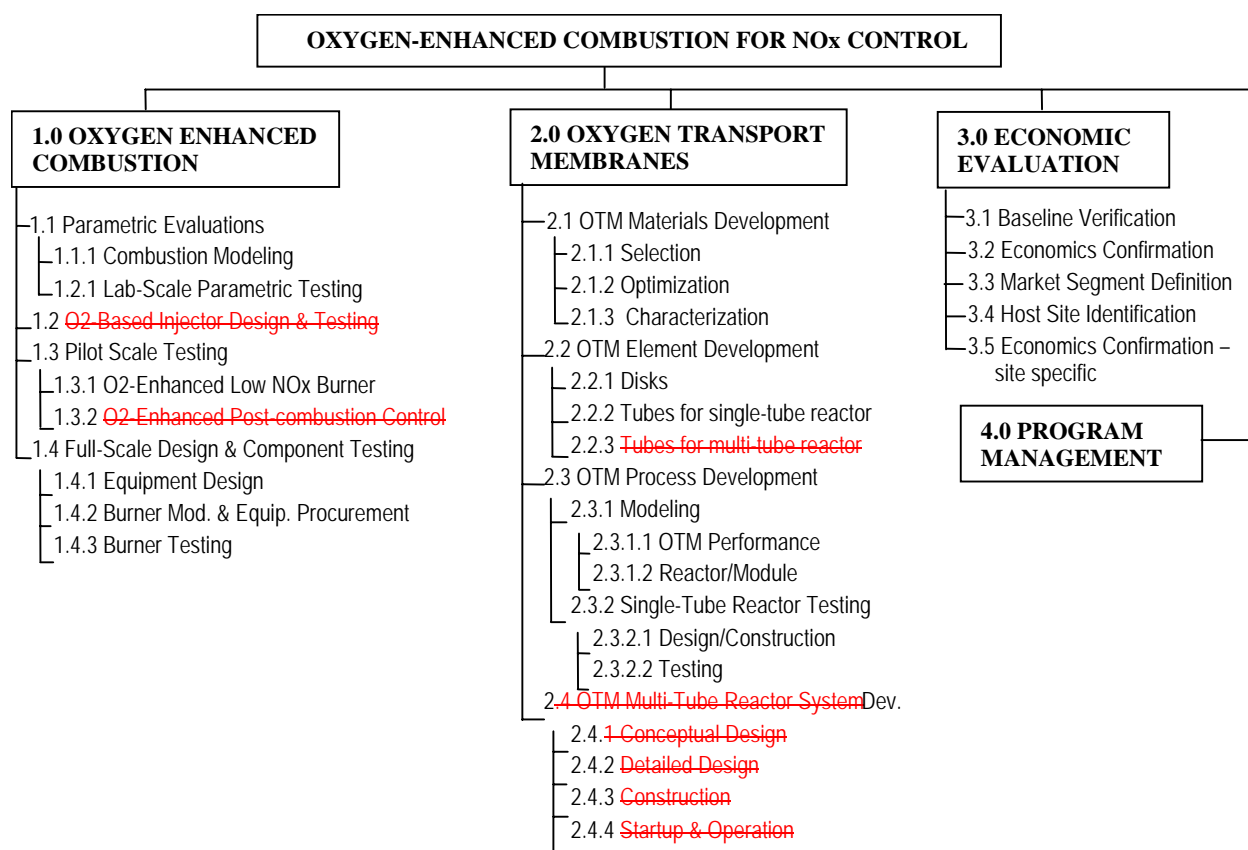 OXYGEN-ENHANCED COMBUSTION FOR NOx CONTROL
1.0 OXYGEN ENHANCED
COMBUSTION
1.1 Parametric Evaluations
1.1.1 Combustion Modeling
1.2.1 Lab-Scale Parametric Testing
1.2 O2-Based Injector Design & Testing
1.3 Pilot Scale Testing
1.3.1 O2-Enhanced Low NOx Burner
1.3.2 O2-Enhanced Post-combustion Control
1.4 Full-Scale Design & Component Testing
1.4.1 Equipment Design
1.4.2 Burner Mod. & Equip. Procurement
1.4.3 Burner Testing
2.0 OXYGEN TRANSPORT
MEMBRANES
2.1 OTM Materials Development
2.1.1 Selection
2.1.2 Optimization
2.1.3 Characterization
2.2 OTM Element Development
2.2.1 Disks
2.2.2 Tubes for single-tube reactor
2.2.3 Tubes for multi-tube reactor
2.3 OTM Process Development
2.3.1 Modeling
2.3.1.1 OTM Performance
2.3.1.2 Reactor/Module
2.3.2 Single-Tube Reactor Testing
2.3.2.1 Design/Construction
2.3.2.2 Testing
2.4 OTM Multi-Tube Reactor System Dev.
2.4.1 Conceptual Design
2.4.2 Detailed Design
2.4.3 Construction
2.4.4 Startup & Operation
3.0 ECONOMIC
EVALUATION
3.1 Baseline Verification
3.2 Economics Confirmation
3.3 Market Segment Definition
3.4 Host Site Identification
3.5 Economics Confirmation –
site specific
4.0 PROGRAM
MANAGEMENT